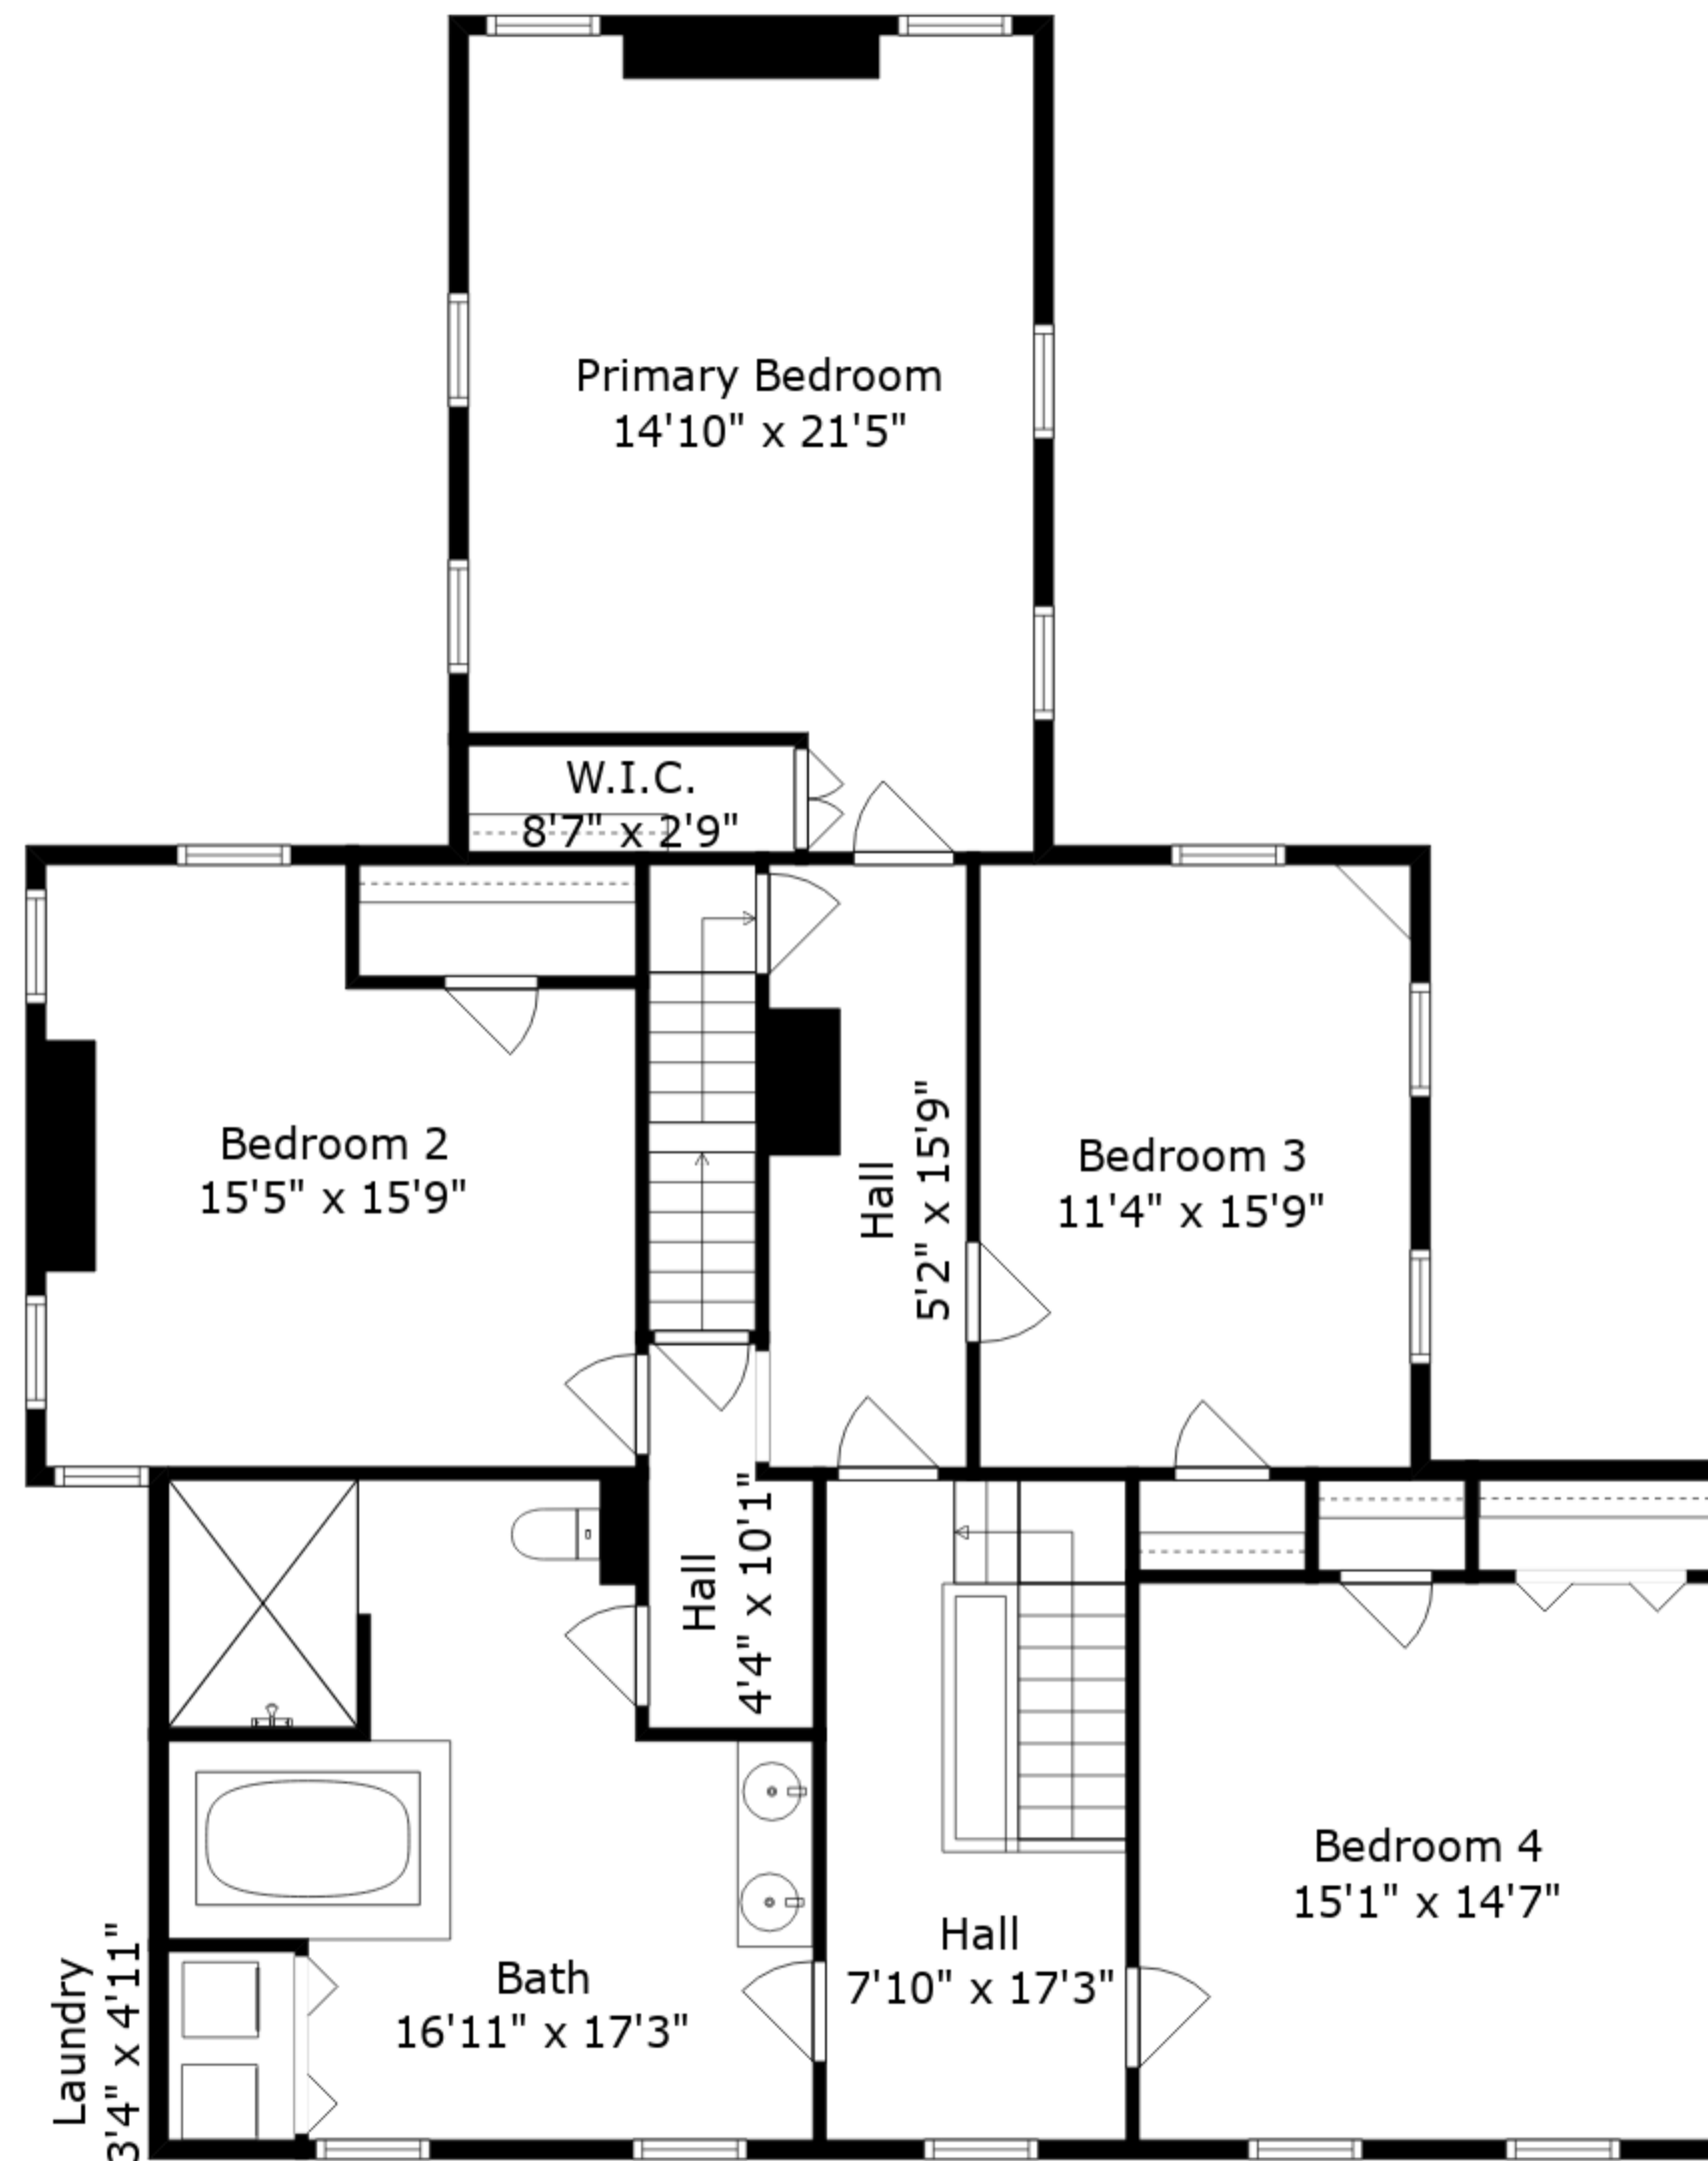 Primary Bedroom
14'10" x 21'5"
W.I.C.
8'7" x 2'9"
Bedroom 2
15'5" x 15'9"
Hall
5'2" x 15'9"
Bedroom 3
11'4" x 15'9"
Hall
4'4" x 10'1"
Bedroom 4
15'1" x 14'7"
Hall
7'10" x 17'3"
Bath
16'11" x 17'3"
Laundry
3'4" x 4'11"